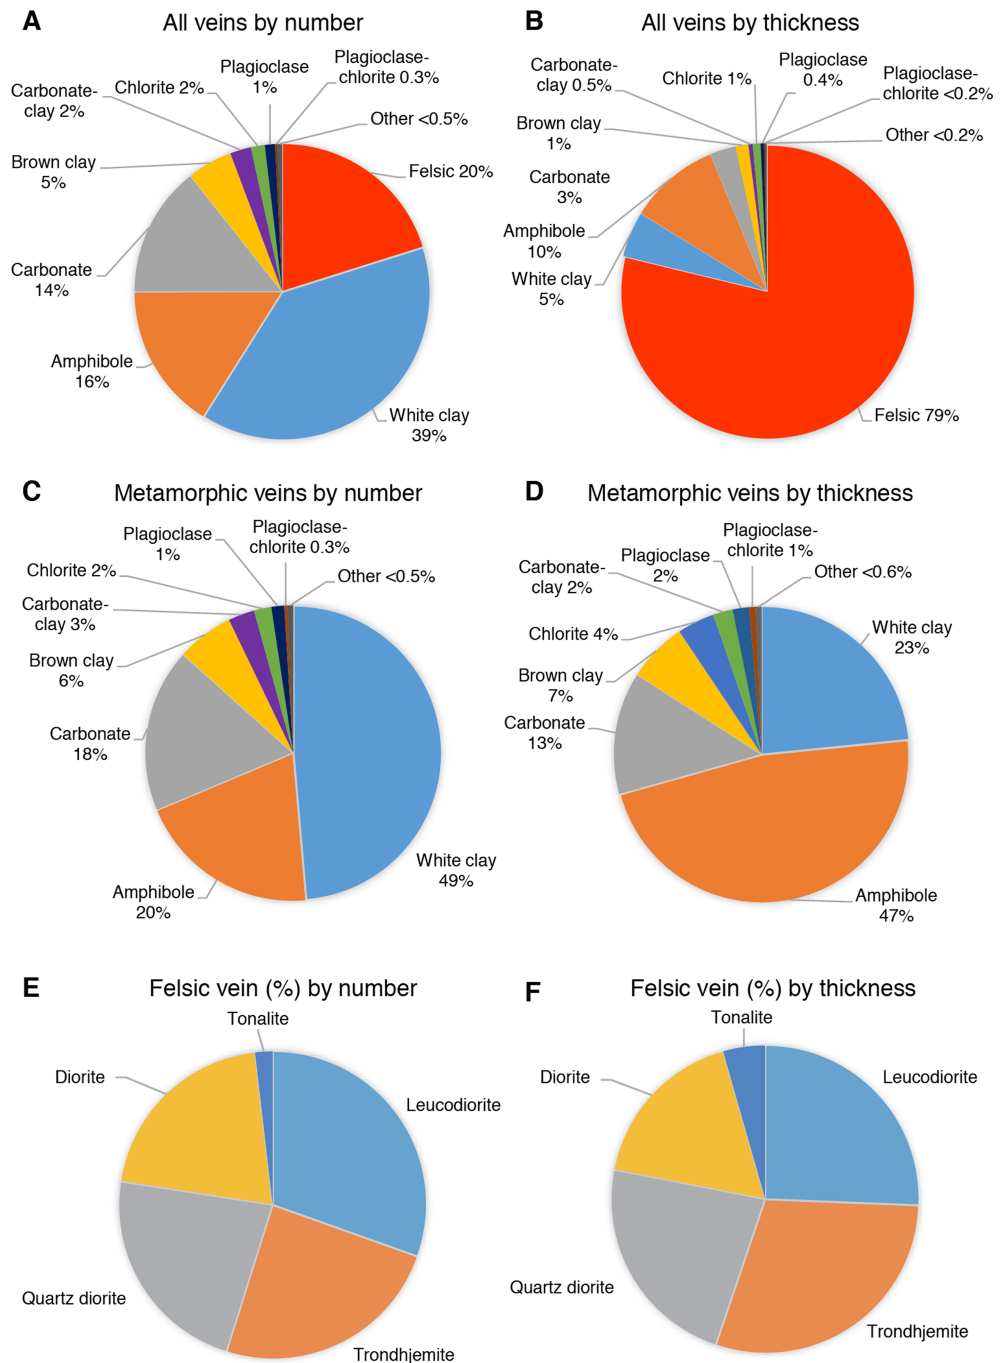 A
All veins by number
Plagioclase-
chlorite 0.3%
Plagioclase
1%
Chlorite 2%
Carbonate-
clay 2%
Other <0.5%
Brown clay
5%
Felsic 20%
Carbonate
14%
Amphibole
16%
White clay
39%
B
All veins by thickness
Plagioclase
0.4%
Carbonate-
clay 0.5%
Chlorite 1%
Plagioclase-
chlorite <0.2%
Brown clay
1%
Other <0.2%
Carbonate
3%
Amphibole
10%
White clay
5%
Felsic 79%
C
Metamorphic veins by number
Plagioclase-
chlorite 0.3%
Plagioclase
1%
Chlorite 2%
Other <0.5%
Carbonate-
clay 3%
Brown clay
6%
Carbonate
18%
White clay
49%
Amphibole
20%
D
Metamorphic veins by thickness
Plagioclase-
chlorite 1%
Plagioclase
2%
Carbonate-
clay 2%
Other <0.6%
Chlorite 4%
White clay
23%
Brown clay
7%
Carbonate
13%
Amphibole
47%
E
Felsic vein (%) by number
Tonalite
Diorite
Leucodiorite
Quartz diorite
Trondhjemite
F
Felsic vein (%) by thickness
Tonalite
Diorite
Leucodiorite
Quartz diorite
Trondhjemite